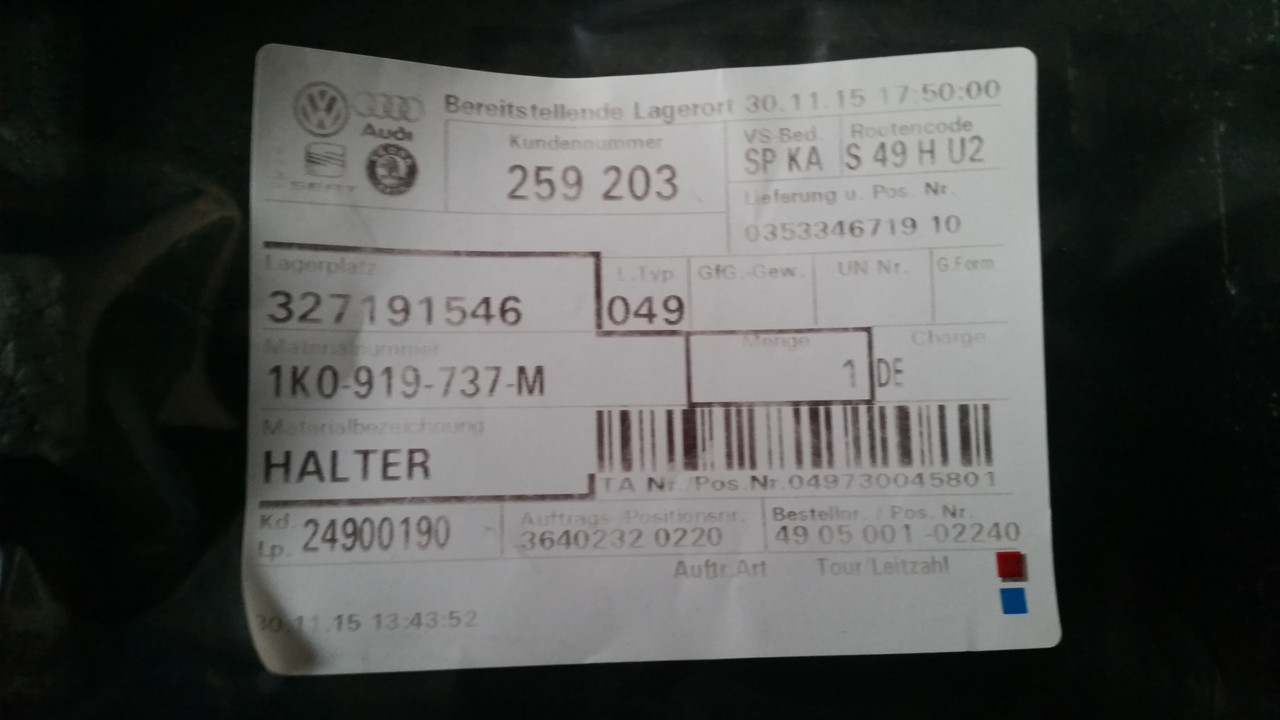 Bereitstellende Lagerort 30.11.15 17:50:00
Audi
SEAT
Kundennummer
259 203
VS-Bed.
SP KA
Routencode
S 49 H U2
Lieferung u. Pos. Nr.
0353346719 10
Lagerplatz
327191546
L.Typ
049
GfG.-Gew.
UN Nr.
G.Form
Materialnummer
1K0-919-737-M
Menge
1 DE
Charge
Materialbezeichnung
HALTER
TA Nr./Pos.Nr 049730045801
Kd.
Lp. 24900190
Auftrags-/Positionsnr.
3640232 0220
Bestellnr. / Pos. Nr.
49 05 001 -02240
Auftr.Art
Tour/Leitzahl
30.11.15 13:43:52